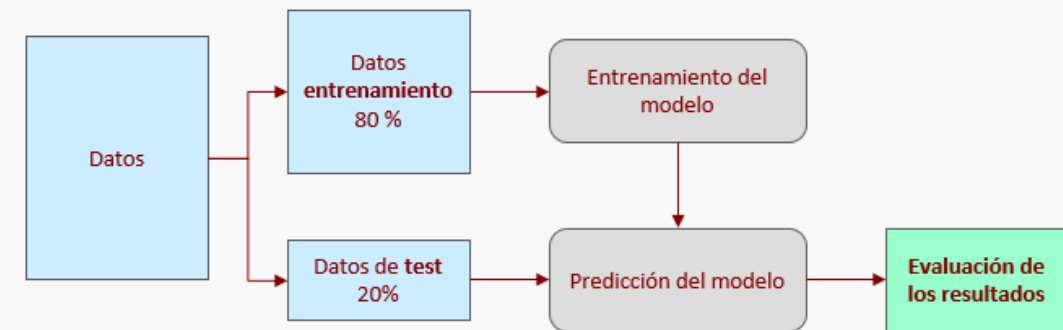 Datos
Datos
entrenamiento
80 %
Entrenamiento del
modelo
Datos de test
20%
Predicción del modelo
Evaluación de
los resultados